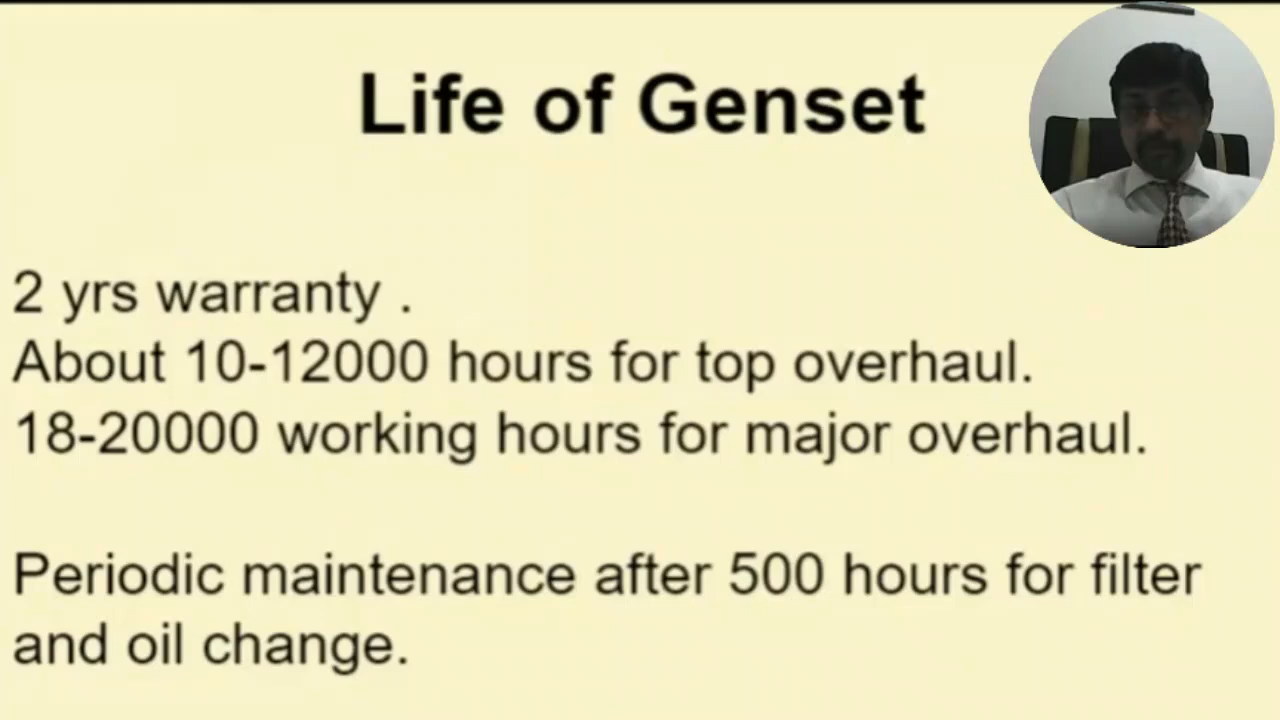 Life of Genset
2 yrs warranty .
About 10-12000 hours for top overhaul.
18-20000 working hours for major overhaul.
Periodic maintenance after 500 hours for filter
and oil change.